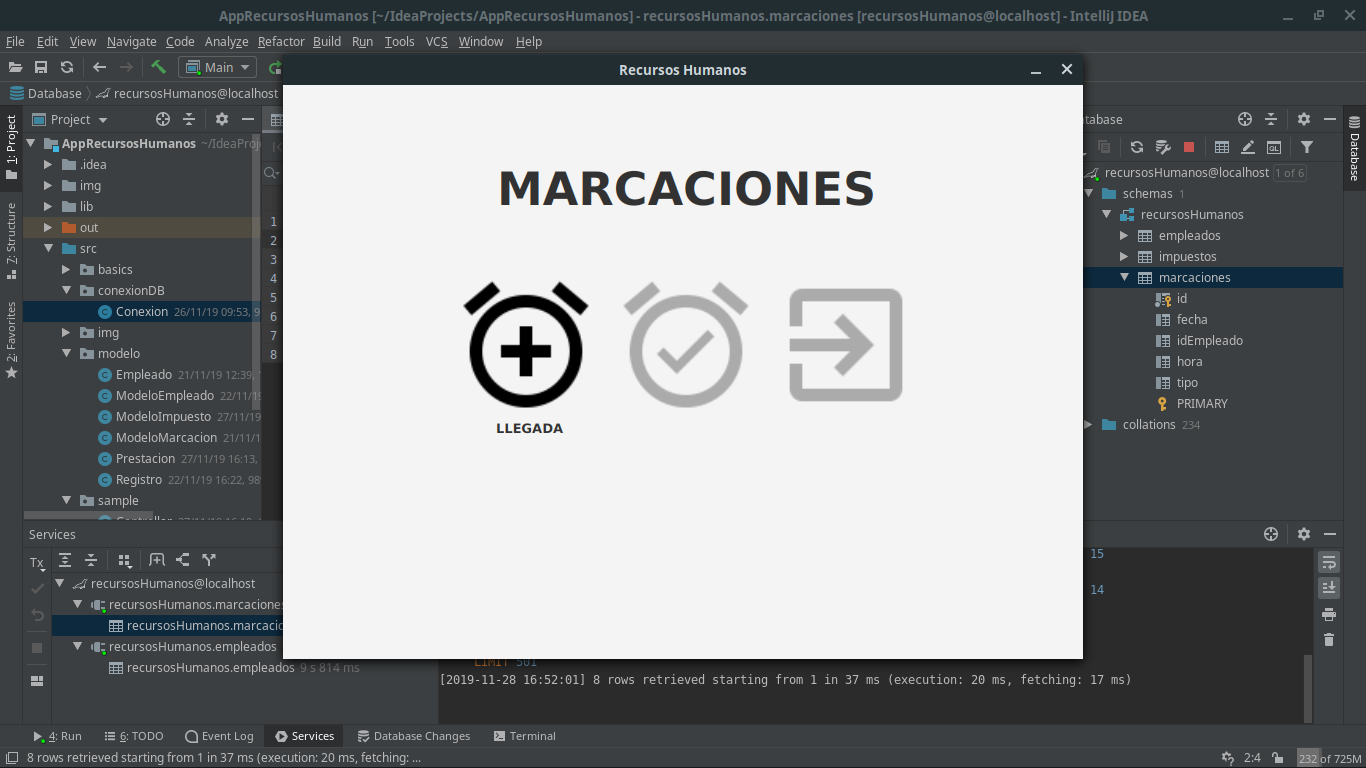 AppRecursosHumanos [~/IdeaProjects/AppRecursosHumanos] - recursosHumanos.marcaciones [recursosHumanos@localhost] - IntelliJ IDEA
File Edit View Navigate Code Analyze Refactor Build Run Tools VCS Window Help
Main
Recursos Humanos
Database recursosHumanos@localhost
1: Project
Project
AppRecursosHumanos ~/IdeaProj
.idea
img
lib
out
src
basics
conexionDB
Conexion 26/11/19 09:53, 9
img
modelo
Empleado 21/11/19 12:39,
ModeloEmpleado 22/11/19
ModeloImpuesto 27/11/19
ModeloMarcacion 21/11/1
Prestacion 27/11/19 16:13,
Registro 22/11/19 16:22, 98
sample
Z: Structure
2: Favorites
1
2
3
4
5
6
7
8
MARCACIONES
LLEGADA
tabase
Database
recursosHumanos@localhost 1 of 6
schemas 1
recursosHumanos
empleados
impuestos
marcaciones
id
fecha
idEmpleado
hora
tipo
PRIMARY
collations 234
Services
Tx
recursosHumanos@localhost
recursosHumanos.marcaciones
recursosHumanos.marcacio
recursosHumanos.empleados
recursosHumanos.empleados 9 s 814 ms
15
14
LIMIT 501
[2019-11-28 16:52:01] 8 rows retrieved starting from 1 in 37 ms (execution: 20 ms, fetching: 17 ms)
4: Run 6: TODO Event Log Services Database Changes Terminal
8 rows retrieved starting from 1 in 37 ms (execution: 20 ms, fetching: ... 2:4 232 of 725M